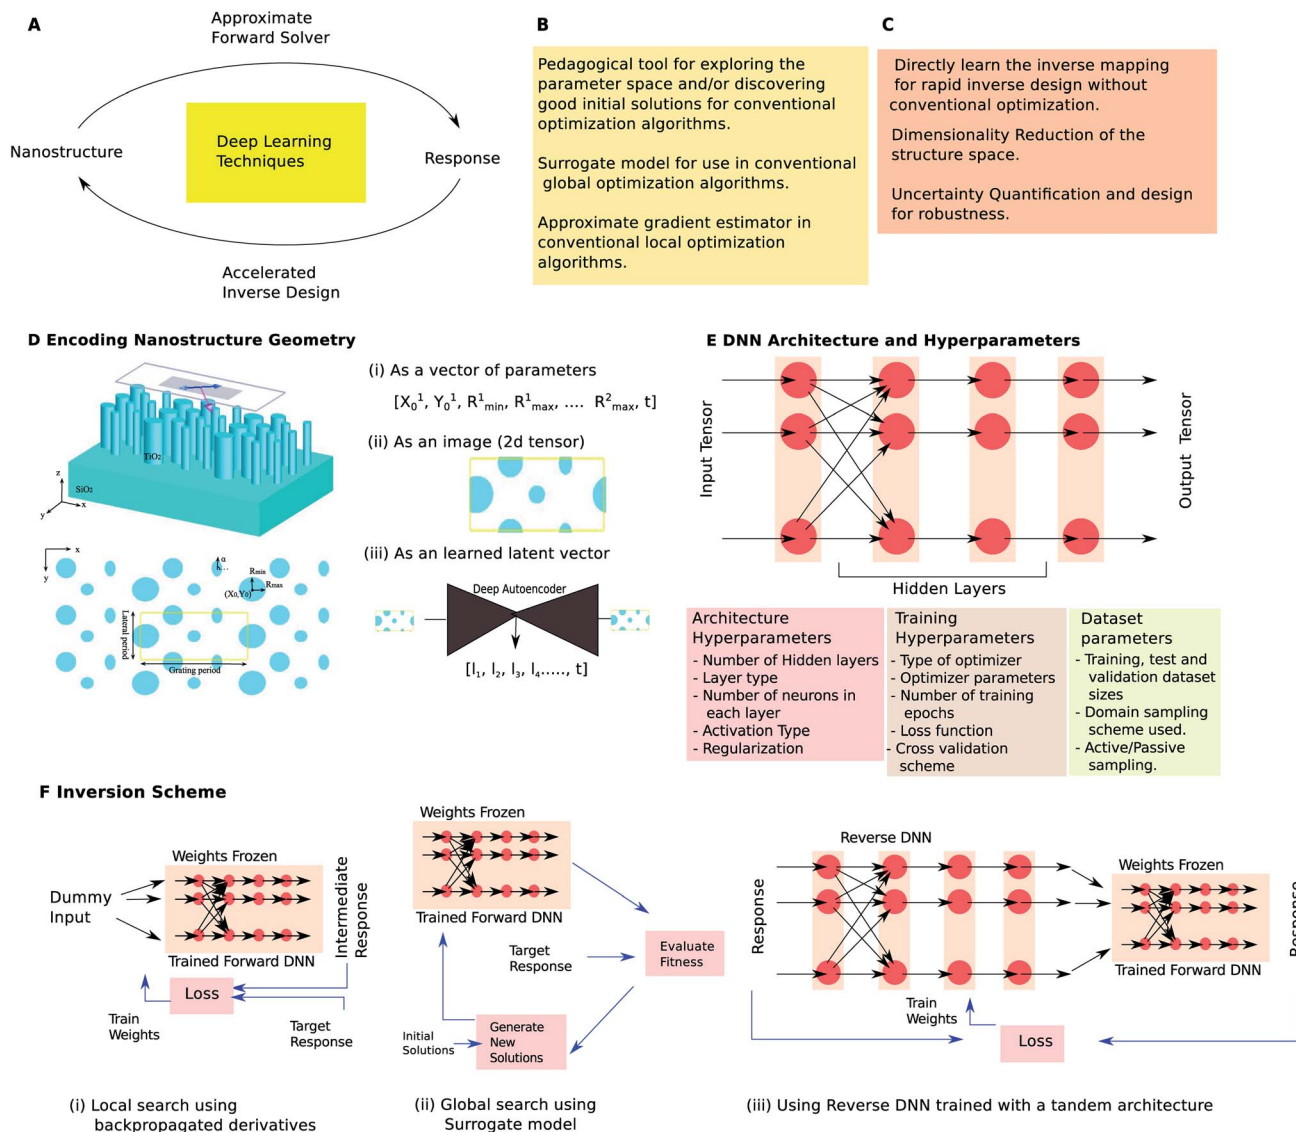 A
Approximate
Forward Solver
Nanostructure
Deep Learning
Techniques
Response
Accelerated
Inverse Design
B
Pedagogical tool for exploring the
parameter space and/or discovering
good initial solutions for conventional
optimization algorithms.
Surrogate model for use in conventional
global optimization algorithms.
Approximate gradient estimator in
conventional local optimization
algorithms.
C
Directly learn the inverse mapping
for rapid inverse design without
conventional optimization.
Dimensionality Reduction of the
structure space.
Uncertainty Quantification and design
for robustness.
D Encoding Nanostructure Geometry
TiO₂
SiO₂
z
x
y
x
y
α
Rmin
Rmax
(X₀,Y₀)
Lateral period
Grating period
(i) As a vector of parameters
[X₀¹, Y₀¹, R¹min, R¹max, .... R²max, t]
(ii) As an image (2d tensor)
(iii) As an learned latent vector
Deep Autoencoder
[l₁, l₂, l₃, l₄....., t]
E DNN Architecture and Hyperparameters
Input Tensor
Output Tensor
Hidden Layers
Architecture
Hyperparameters
- Number of Hidden layers
- Layer type
- Number of neurons in
each layer
- Activation Type
- Regularization
Training
Hyperparameters
- Type of optimizer
- Optimizer parameters
- Number of training
epochs
- Loss function
- Cross validation
scheme
Dataset
parameters
- Training, test and
validation dataset
sizes
- Domain sampling
scheme used.
- Active/Passive
sampling.
F Inversion Scheme
Weights Frozen
Dummy
Input
Trained Forward DNN
Intermediate
Response
Loss
Train
Weights
Target
Response
(i) Local search using
backpropagated derivatives
Weights Frozen
Trained Forward DNN
Target
Response
Evaluate
Fitness
Initial
Solutions
Generate
New
Solutions
(ii) Global search using
Surrogate model
Reverse DNN
Response
Weights Frozen
Trained Forward DNN
Response
Train
Weights
Loss
(iii) Using Reverse DNN trained with a tandem architecture